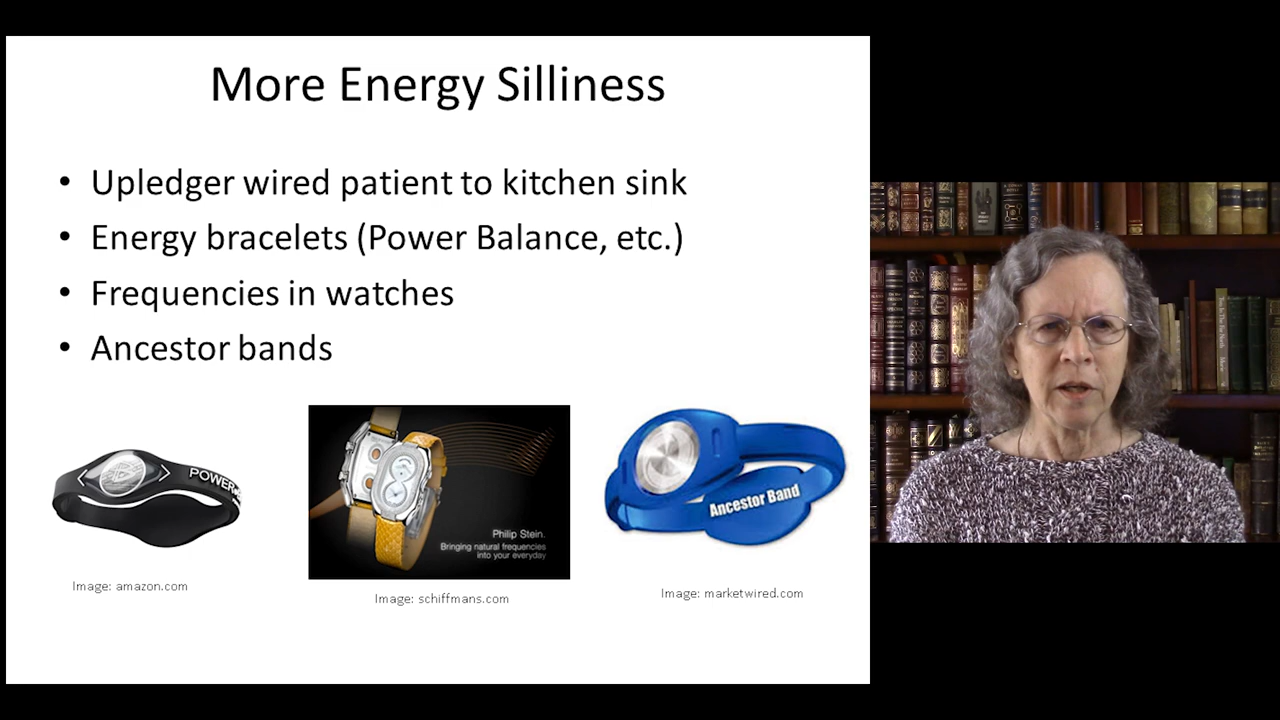 More Energy Silliness
• Upledger wired patient to kitchen sink
• Energy bracelets (Power Balance, etc.)
• Frequencies in watches
• Ancestor bands
POWER
Philip Stein.
Bringing natural frequencies
into your everyday
Ancestor Band
Image: amazon.com
Image: schiffmans.com
Image: marketwired.com